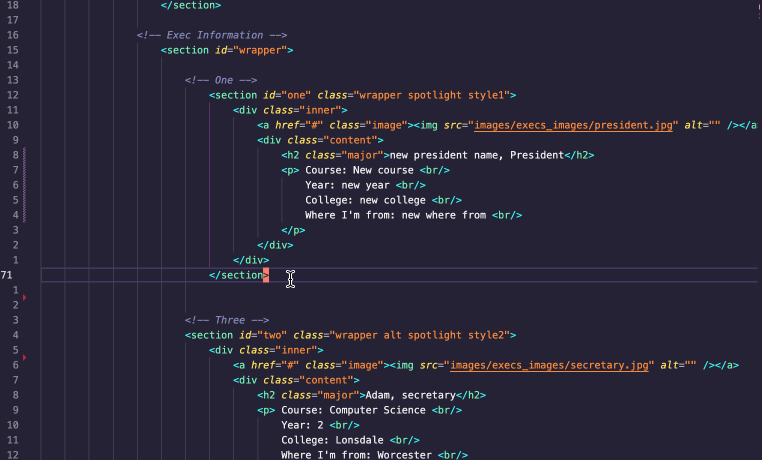 18 </section>
17
16 <!-- Exec Information -->
15 <section id="wrapper">
14
13 <!-- One -->
12 <section id="one" class="wrapper spotlight style1">
11 <div class="inner">
10 <a href="#" class="image"><img src="images/execs_images/president.jpg" alt="" /></a
9 <div class="content">
8 <h2 class="major">new president name, President</h2>
7 <p> Course: New course <br/>
6 Year: new year <br/>
5 College: new college <br/>
4 Where I'm from: new where from <br/>
3 </p>
2 </div>
1 </div>
71 </section>
1
2
3 <!-- Three -->
4 <section id="two" class="wrapper alt spotlight style2">
5 <div class="inner">
6 <a href="#" class="image"><img src="images/execs_images/secretary.jpg" alt="" /></a>
7 <div class="content">
8 <h2 class="major">Adam, secretary</h2>
9 <p> Course: Computer Science <br/>
10 Year: 2 <br/>
11 College: Lonsdale <br/>
12 Where I'm from: Worcester <br/>